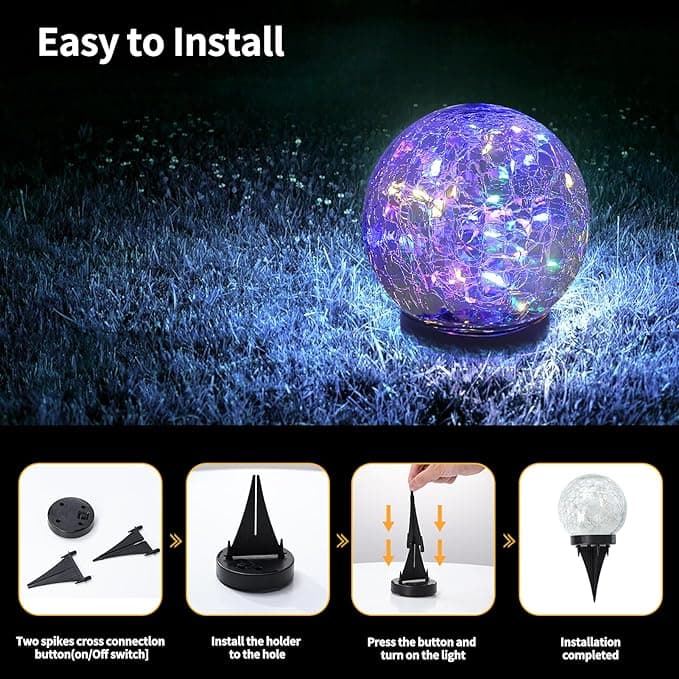 Easy to Install
Two spikes cross connection
button(on/Off switch]
Install the holder
to the hole
Press the button and
turn on the light
Installation
completed